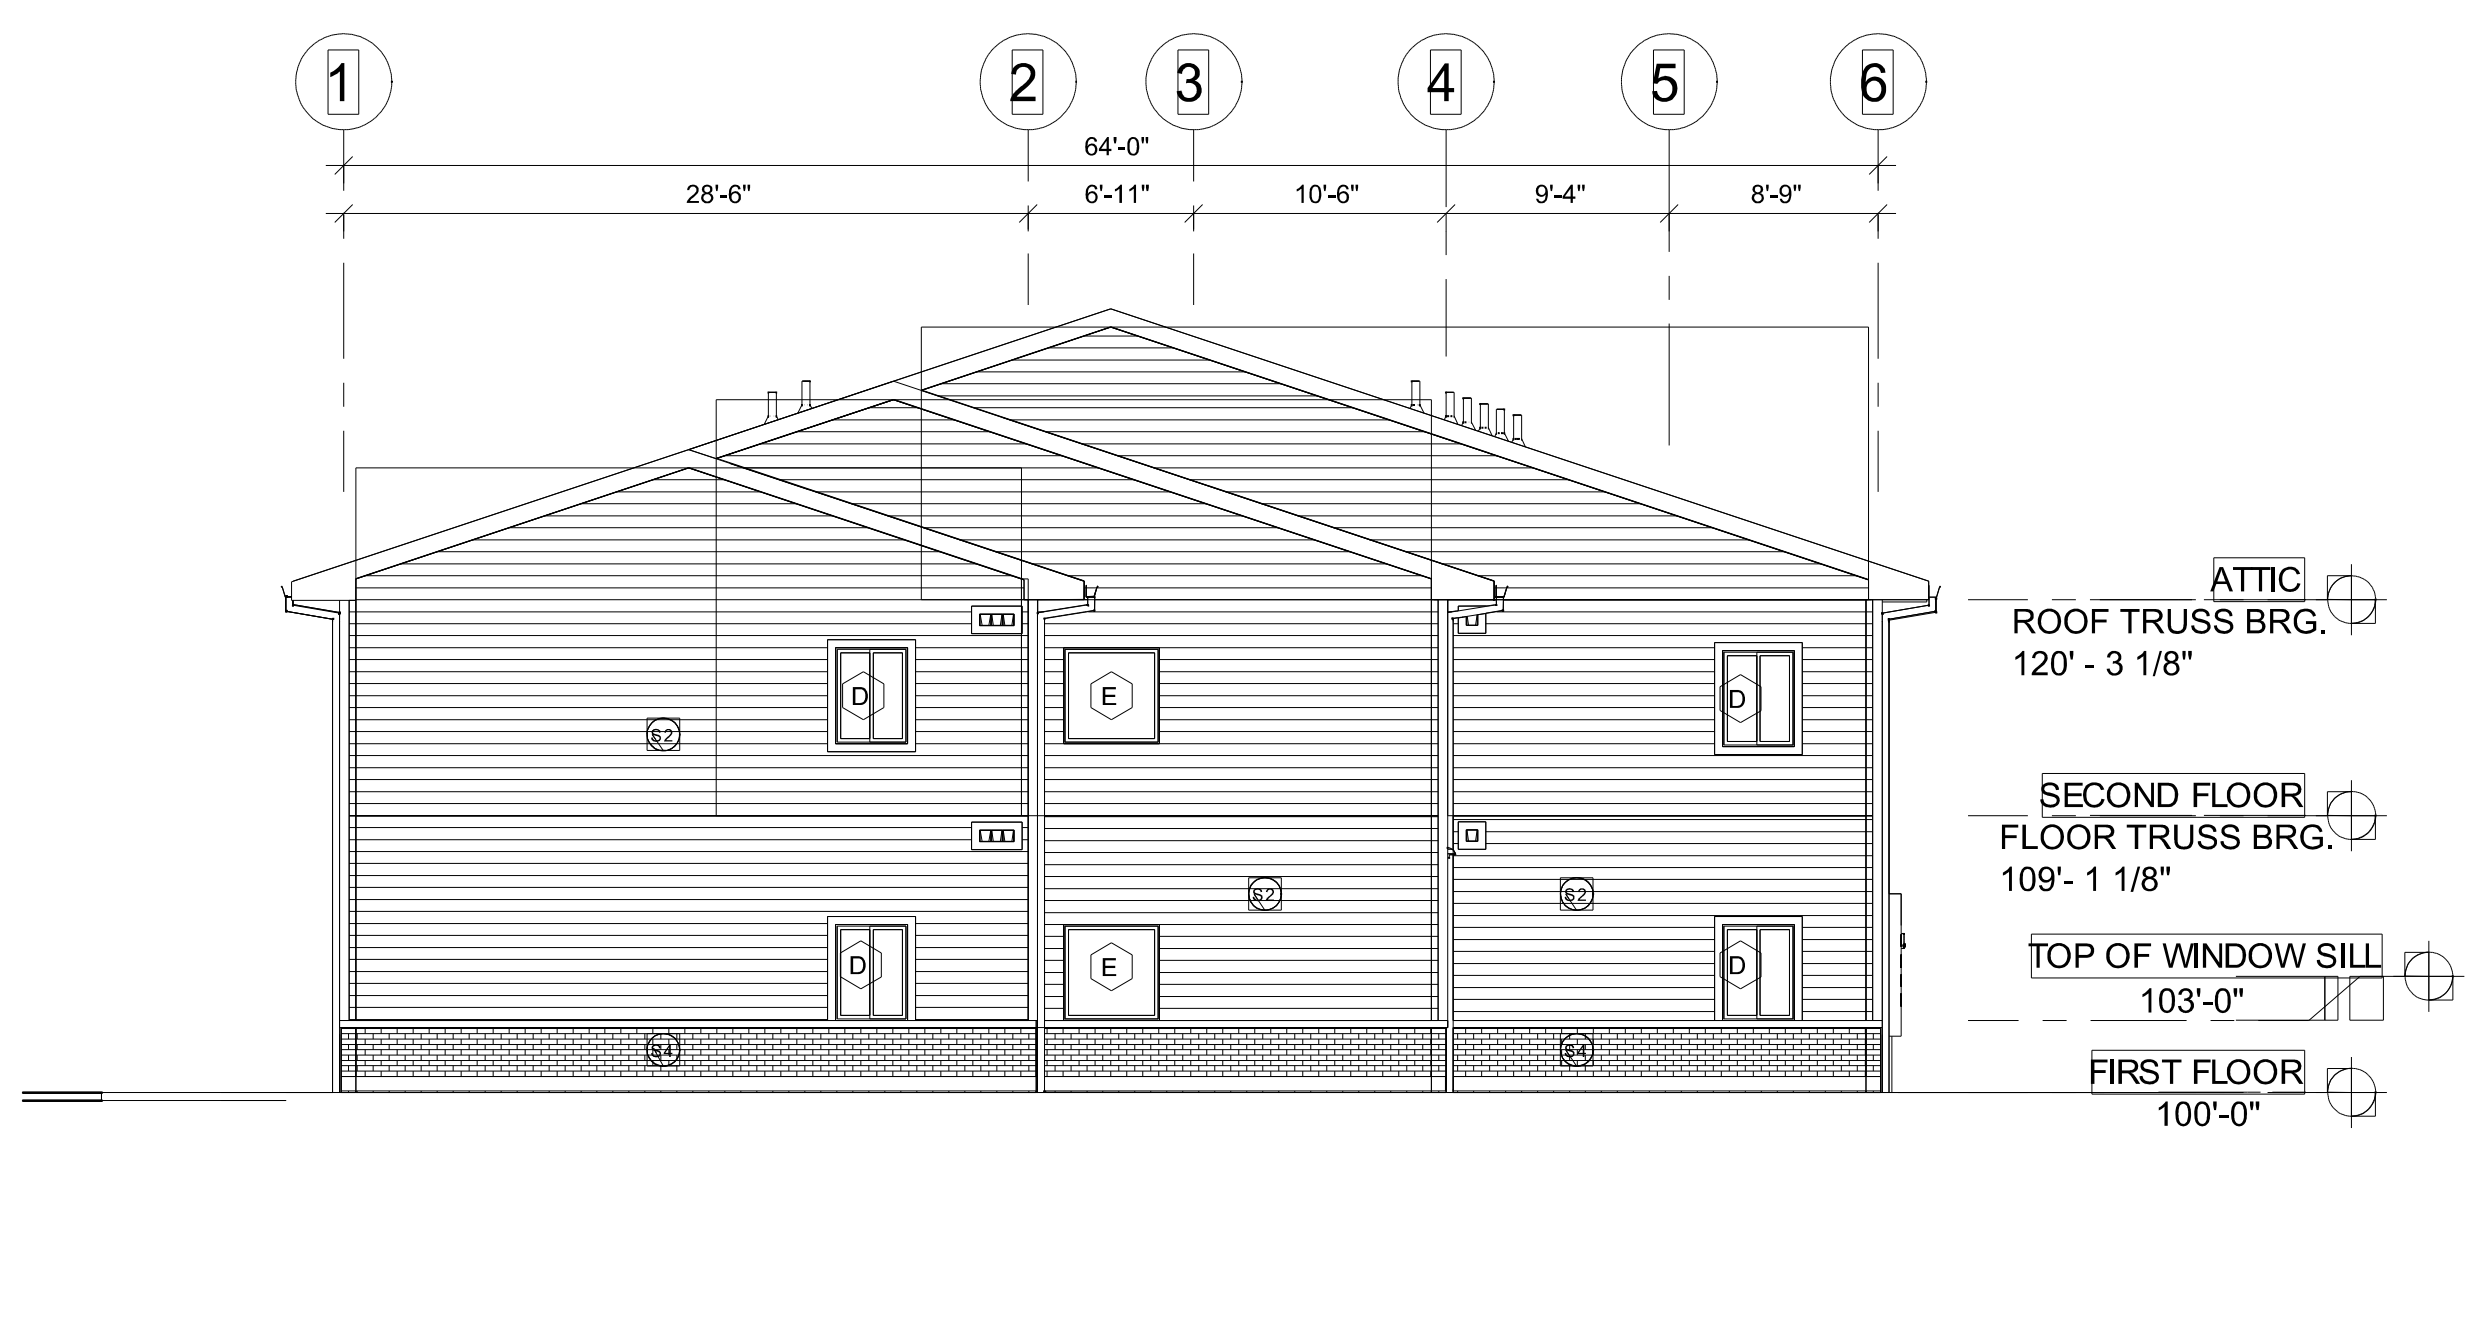 1 2 3 4 5 6
64'-0"
28'-6" 6'-11" 10'-6" 9'-4" 8'-9"
ATTIC
ROOF TRUSS BRG.
120' - 3 1/8"
D E D
S2
SECOND FLOOR
FLOOR TRUSS BRG.
109'- 1 1/8"
S2 S2
TOP OF WINDOW SILL
D E D
103'-0"
S4 S4
FIRST FLOOR
100'-0"